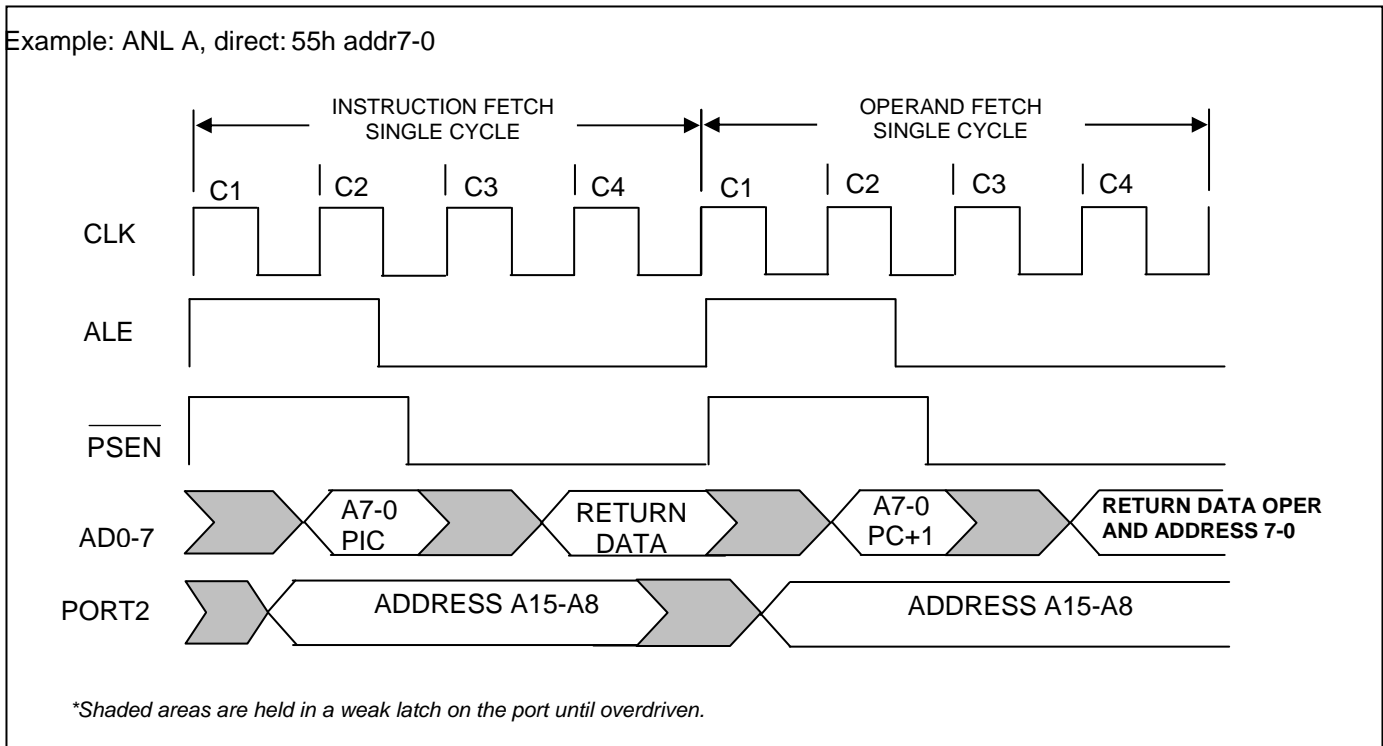 Example: ANL A, direct: 55h addr7-0
INSTRUCTION FETCH
SINGLE CYCLE
OPERAND FETCH
SINGLE CYCLE
C1 C2 C3 C4 C1 C2 C3 C4
CLK
ALE
PSEN
AD0-7
A7-0
PIC
RETURN
DATA
A7-0
PC+1
RETURN DATA OPER
AND ADDRESS 7-0
PORT2
ADDRESS A15-A8
ADDRESS A15-A8
*Shaded areas are held in a weak latch on the port until overdriven.